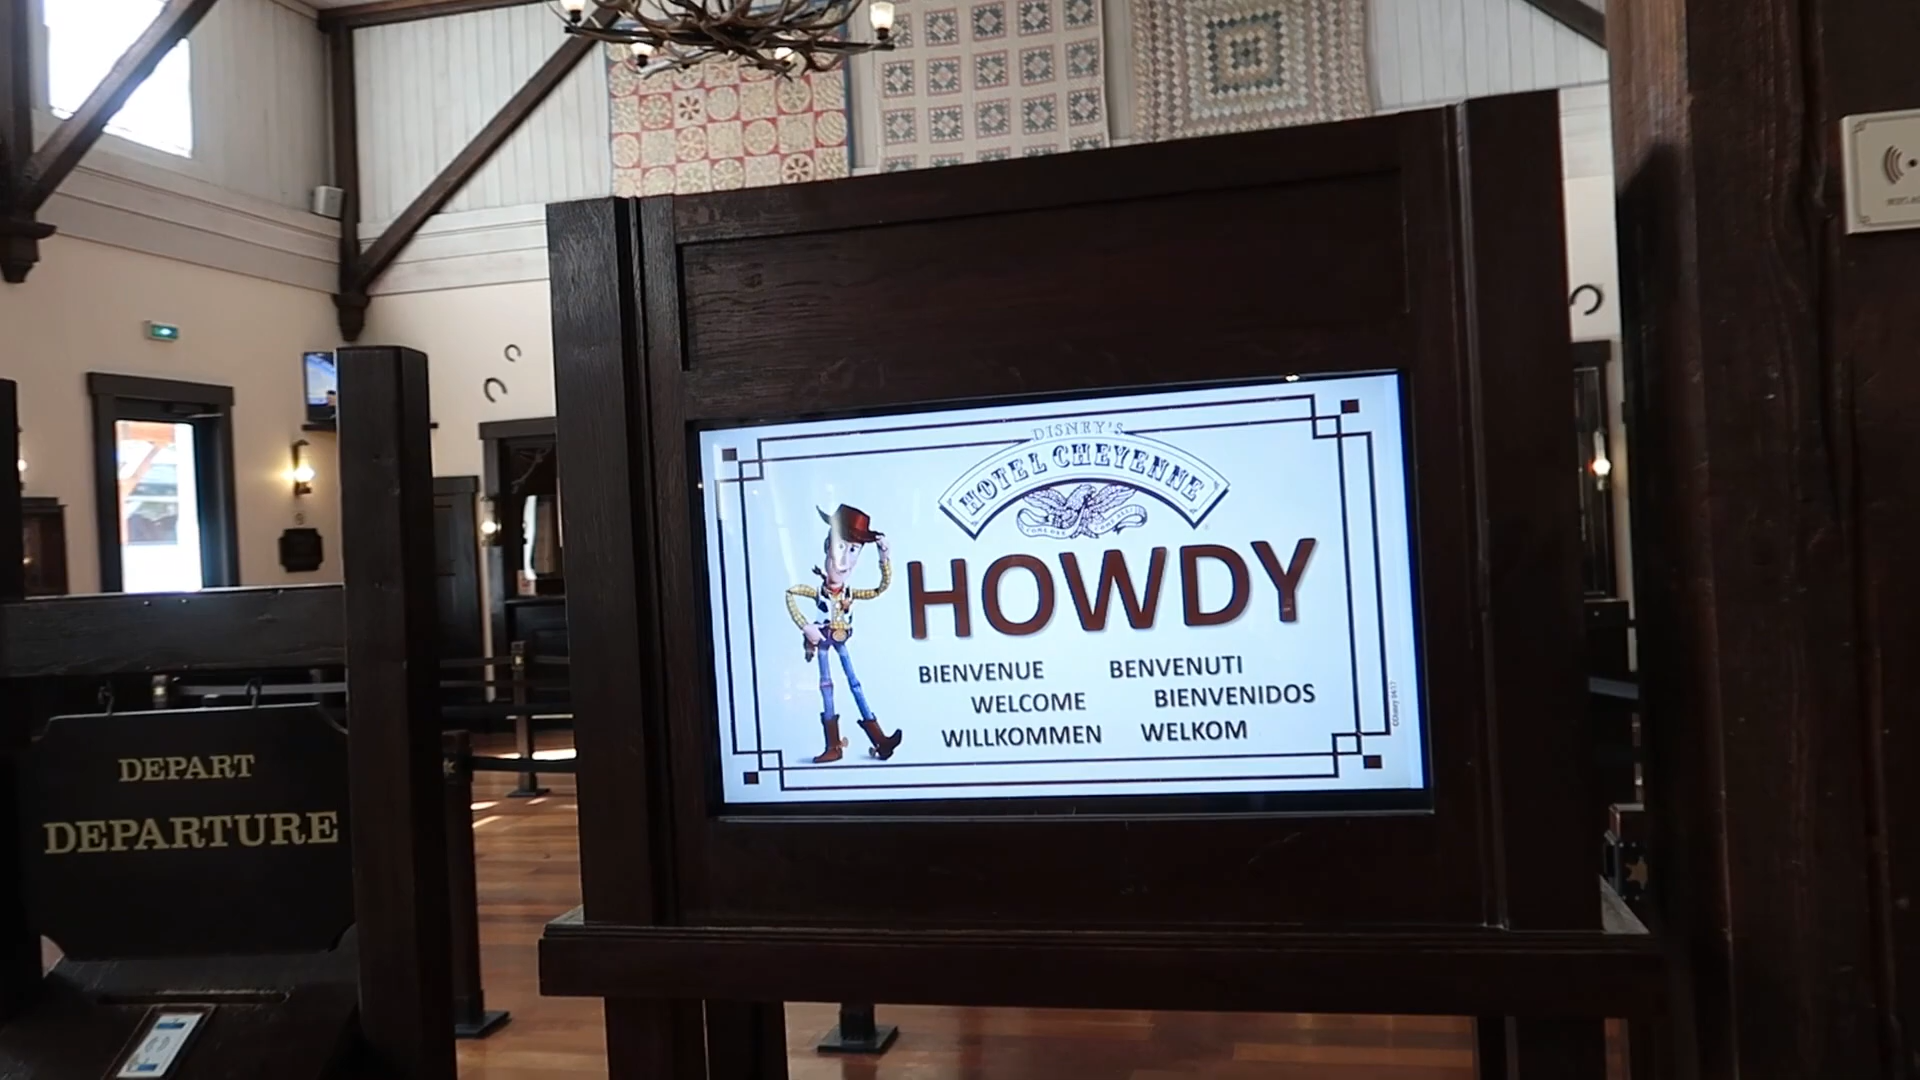 DISNEY'S
HOTEL CHEYENNE
HOWDY
BIENVENUE BENVENUTI
WELCOME BIENVENIDOS
WILLKOMMEN WELKOM
DEPART
DEPARTURE